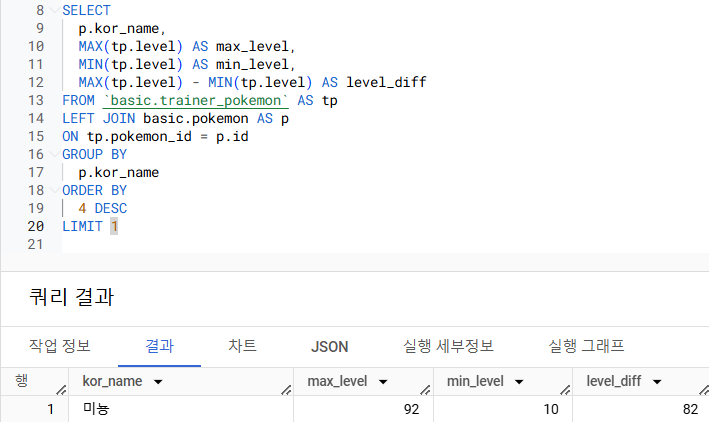 8 SELECT
9 p.kor_name,
10 MAX(tp.level) AS max_level,
11 MIN(tp.level) AS min_level,
12 MAX(tp.level) - MIN(tp.level) AS level_diff
13 FROM `basic.trainer_pokemon` AS tp
14 LEFT JOIN basic.pokemon AS p
15 ON tp.pokemon_id = p.id
16 GROUP BY
17 p.kor_name
18 ORDER BY
19 4 DESC
20 LIMIT 1
21
쿼리 결과
작업 정보 결과 차트 JSON 실행 세부정보 실행 그래프
행 kor_name max_level min_level level_diff
1 미뇽 92 10 82